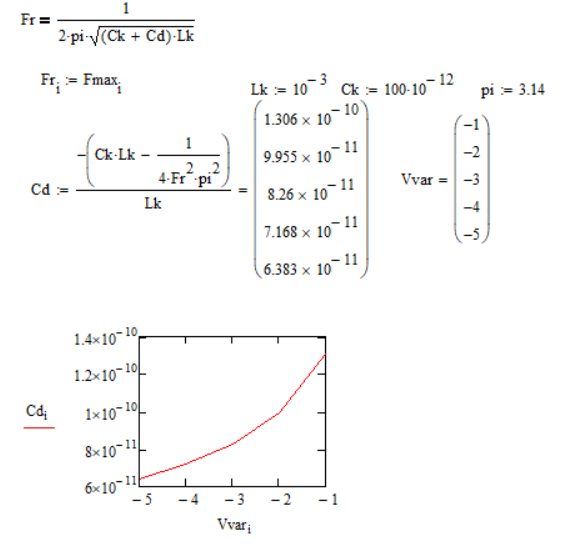 Fr = 1 / (2·pi·√((Ck + Cd)·Lk))
Fr_i := Fmax_i
Lk := 10^-3 Ck := 100·10^-12 pi := 3.14
Cd := -(Ck·Lk - 1 / (4·Fr^2·pi^2)) / Lk =
1.306 × 10^-10
9.955 × 10^-11
8.26 × 10^-11
7.168 × 10^-11
6.383 × 10^-11
Vvar =
-1
-2
-3
-4
-5
1.4×10^-10
1.2×10^-10
1×10^-10
8×10^-11
6×10^-11
Cd_i
-5 -4 -3 -2 -1
Vvar_i